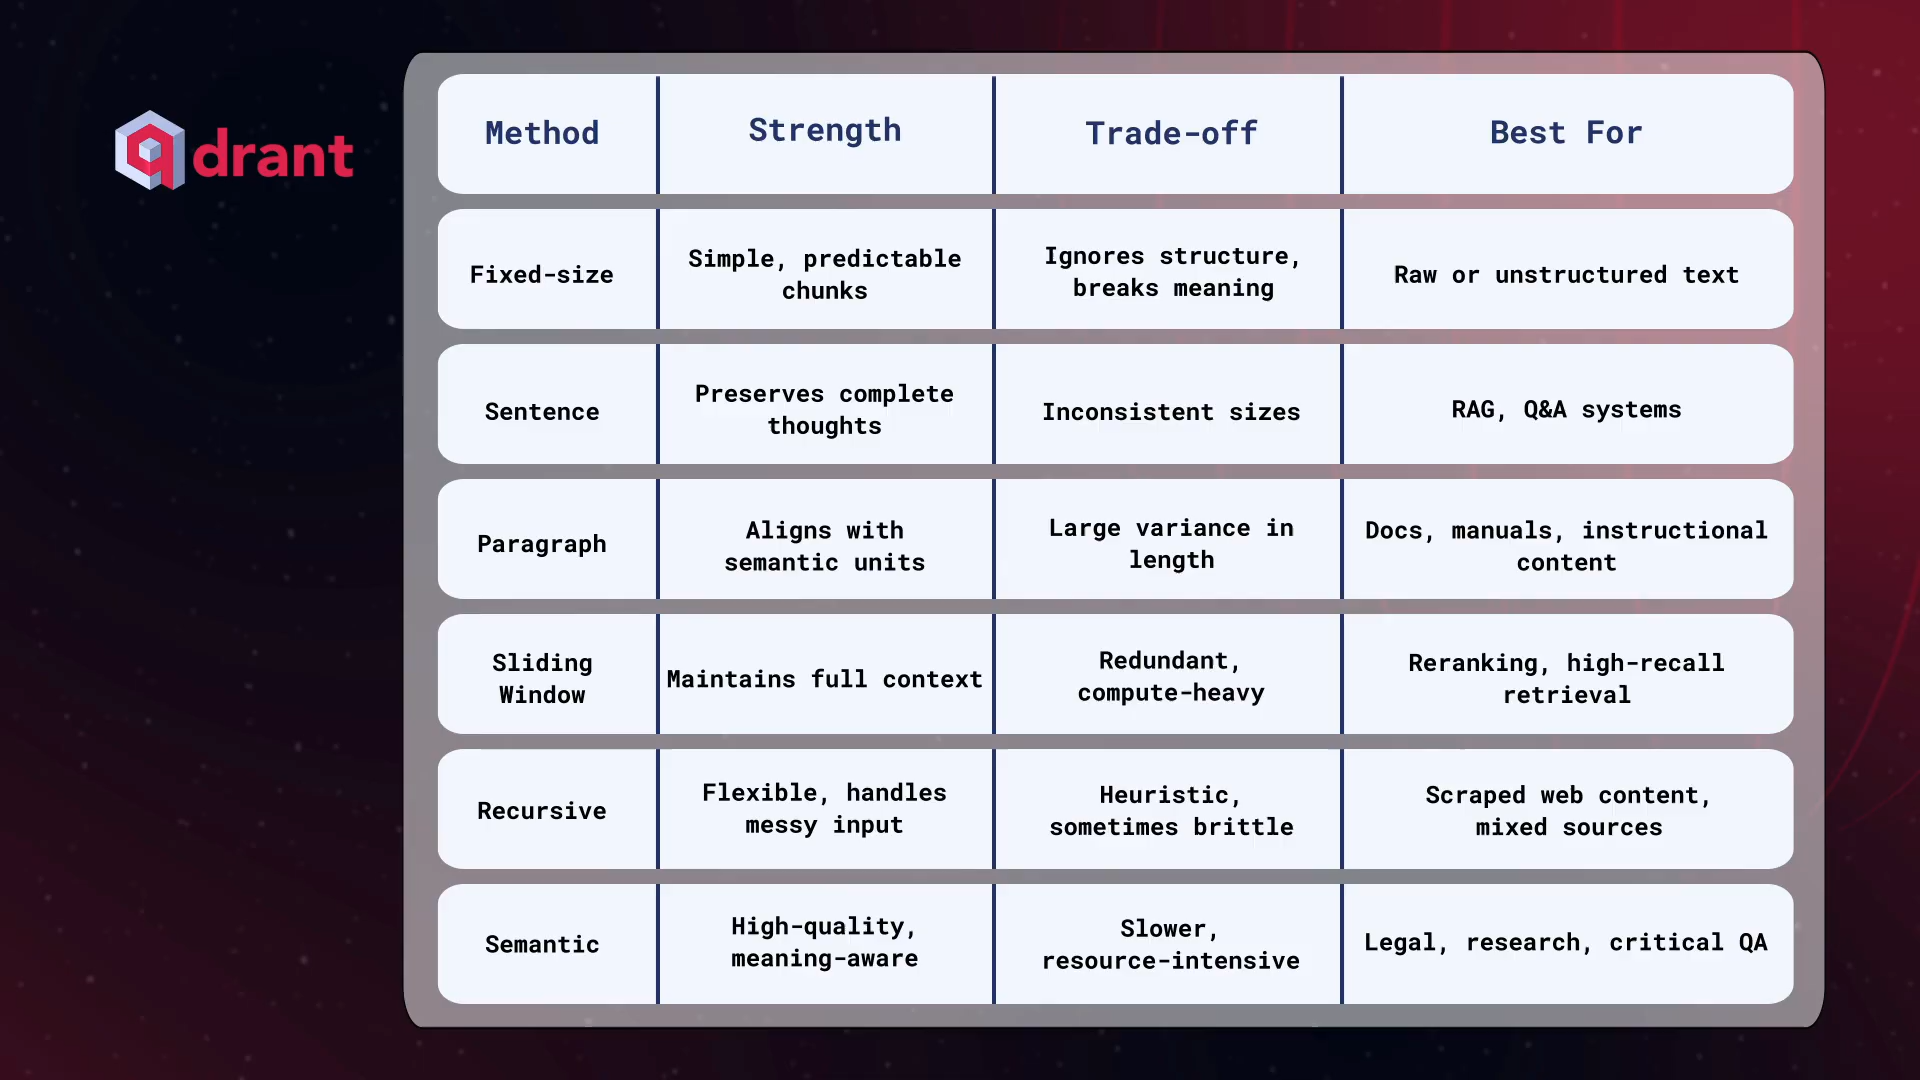 qdrant
Method
Strength
Trade-off
Best For
Fixed-size
Simple, predictable
chunks
Ignores structure,
breaks meaning
Raw or unstructured text
Sentence
Preserves complete
thoughts
Inconsistent sizes
RAG, Q&A systems
Paragraph
Aligns with
semantic units
Large variance in
length
Docs, manuals, instructional
content
Sliding
Window
Maintains full context
Redundant,
compute-heavy
Reranking, high-recall
retrieval
Recursive
Flexible, handles
messy input
Heuristic,
sometimes brittle
Scraped web content,
mixed sources
Semantic
High-quality,
meaning-aware
Slower,
resource-intensive
Legal, research, critical QA